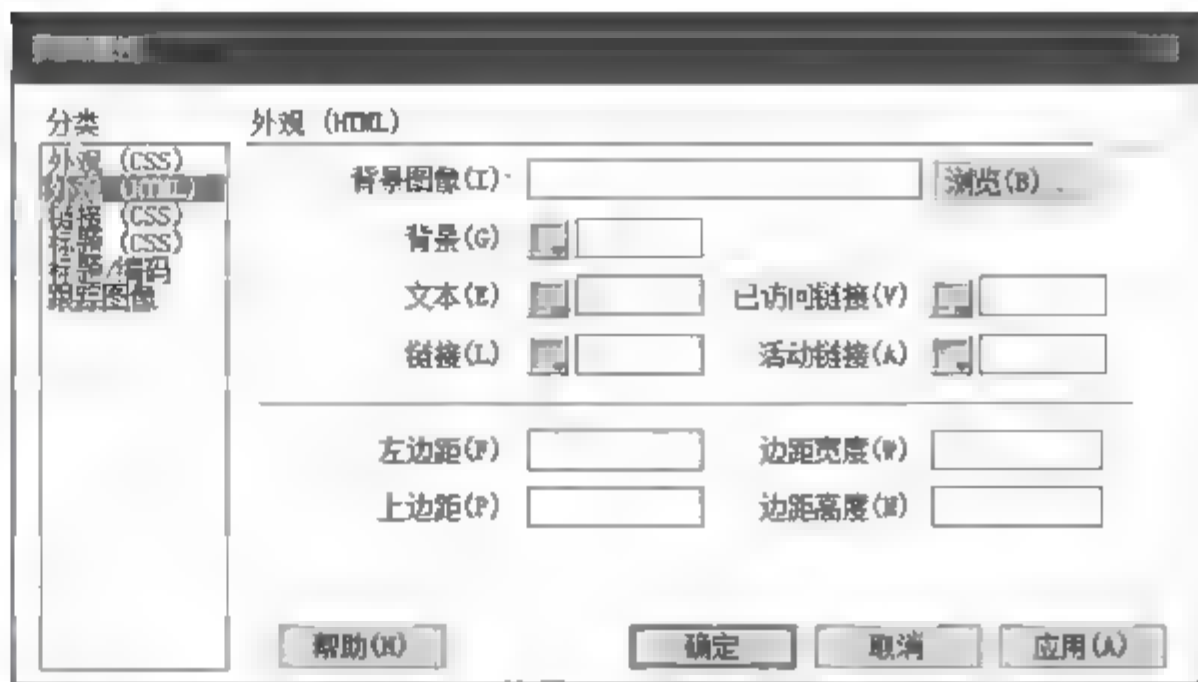 分类
外观 (CSS)
外观 (HTML)
链接 (CSS)
标题 (CSS)
标题/编码
跟踪图像
外观 (HTML)
背景图像(I) 浏览(B)
背景(G)
文本(E) 已访问链接(V)
链接(L) 活动链接(A)
左边距(F) 边距宽度(W)
上边距(P) 边距高度(H)
帮助(H) 确定 取消 应用(A)